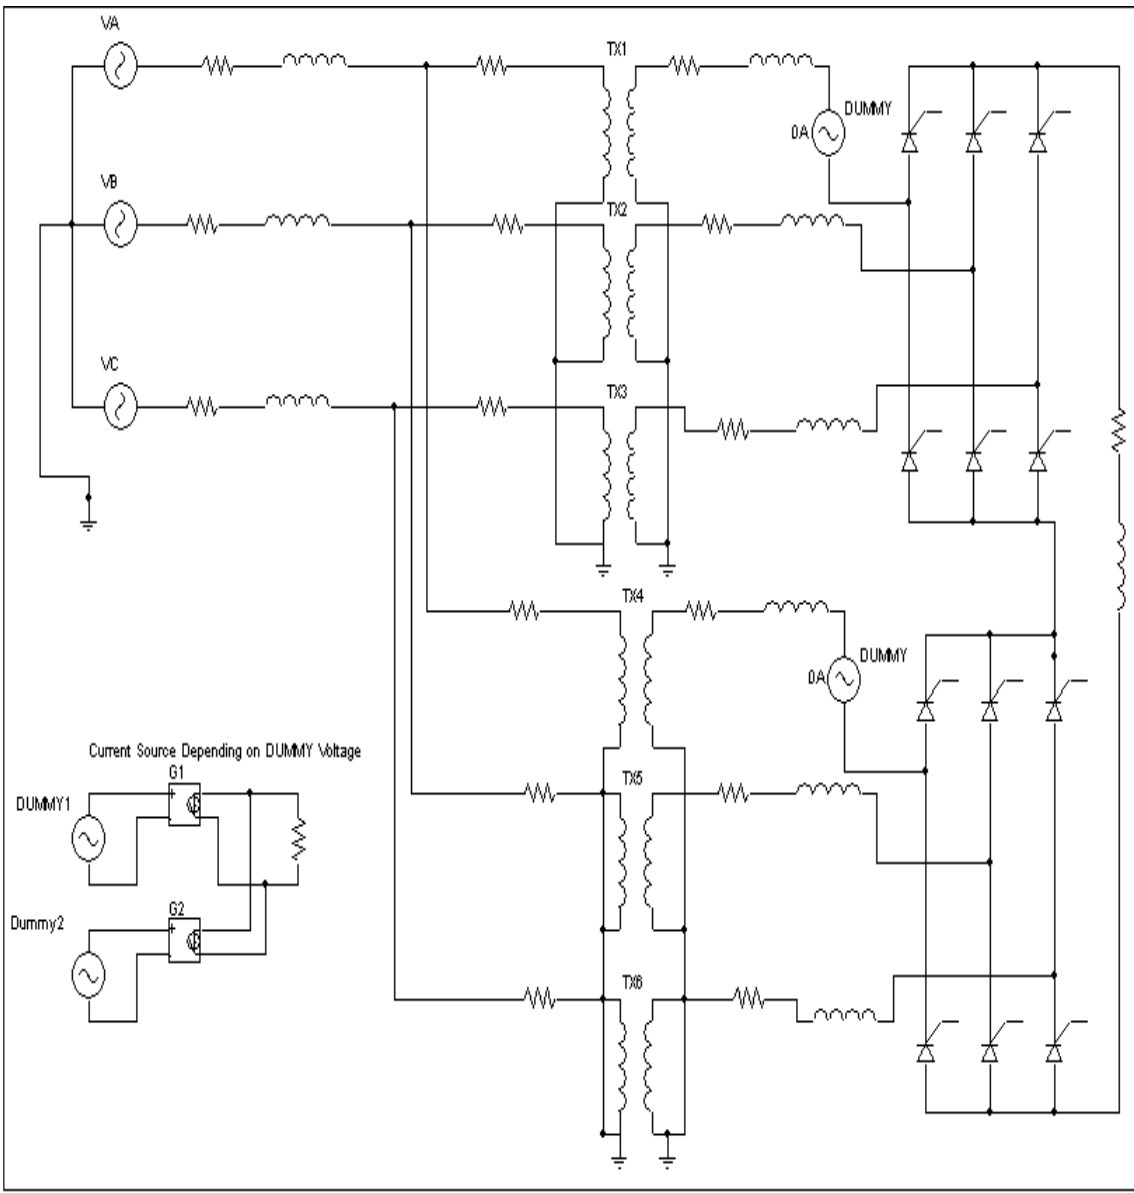 VA
TX1
DUMMY
0A
VB
TX2
VC
TX3
TX4
DUMMY
0A
Current Source Depending on DUMMY Voltage
G1
TX5
DUMMY1
G2
Dummy2
TX6